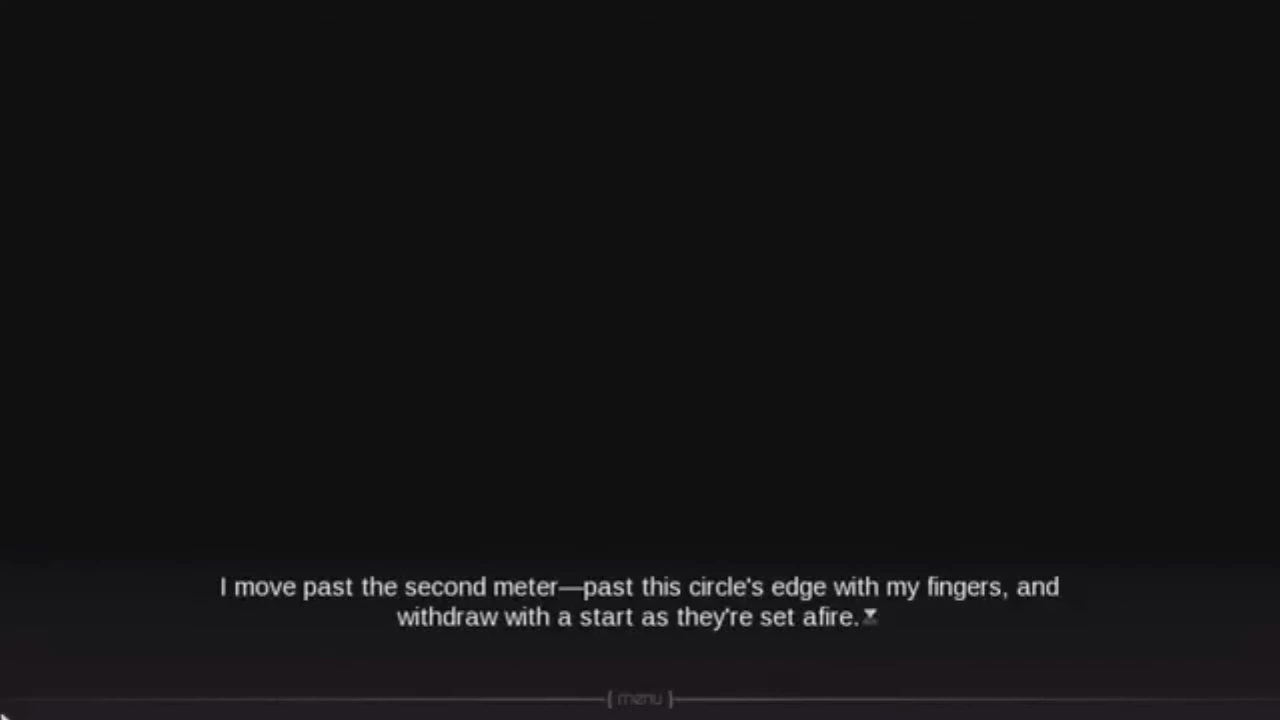 I move past the second meter—past this circle's edge with my fingers, and
withdraw with a start as they're set afire.
{ menu }